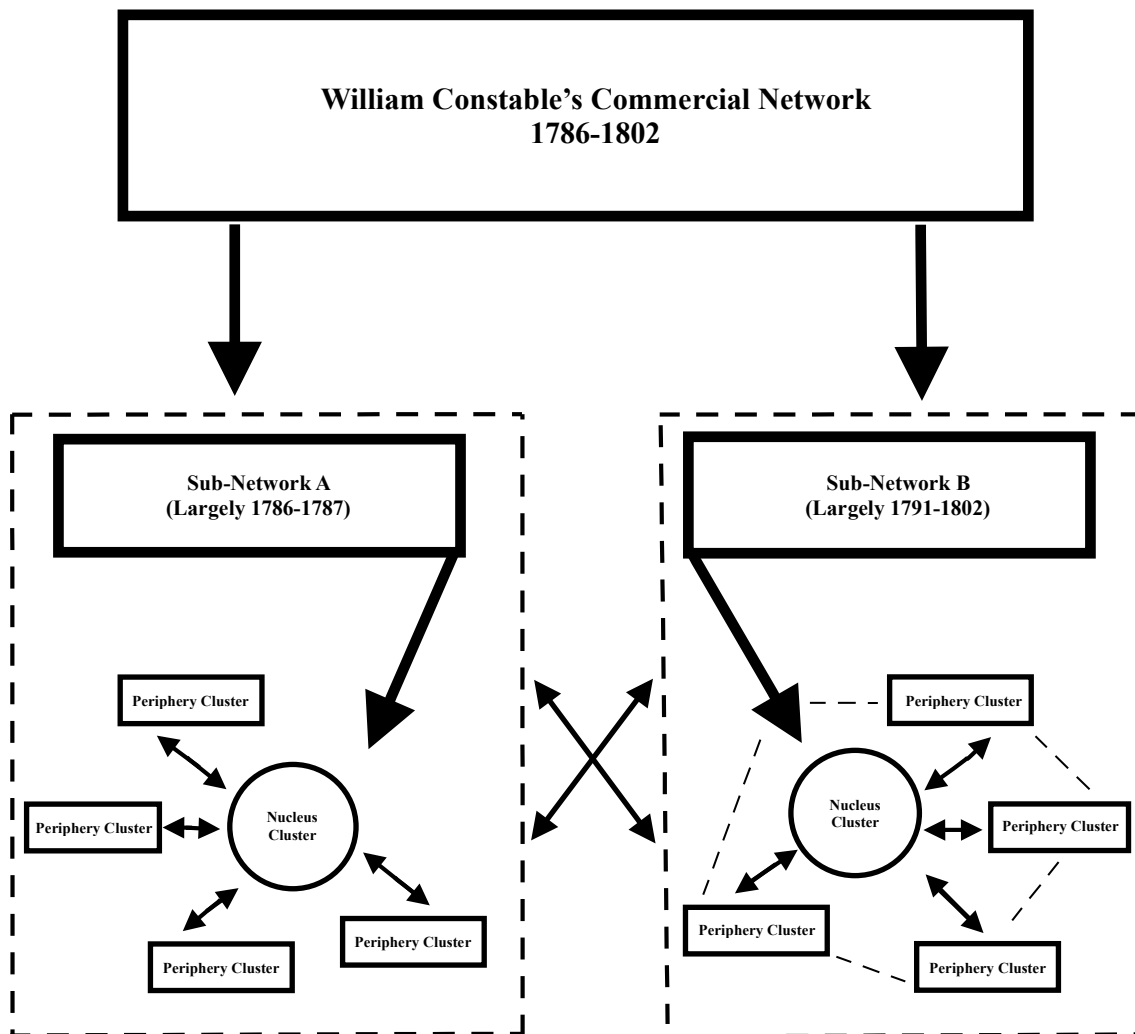 William Constable’s Commercial Network
1786-1802
Sub-Network A
(Largely 1786-1787)
Sub-Network B
(Largely 1791-1802)
Periphery Cluster
Periphery Cluster
Nucleus
Cluster
Periphery Cluster
Periphery Cluster
Periphery Cluster
Nucleus
Cluster
Periphery Cluster
Periphery Cluster
Periphery Cluster
Periphery Cluster